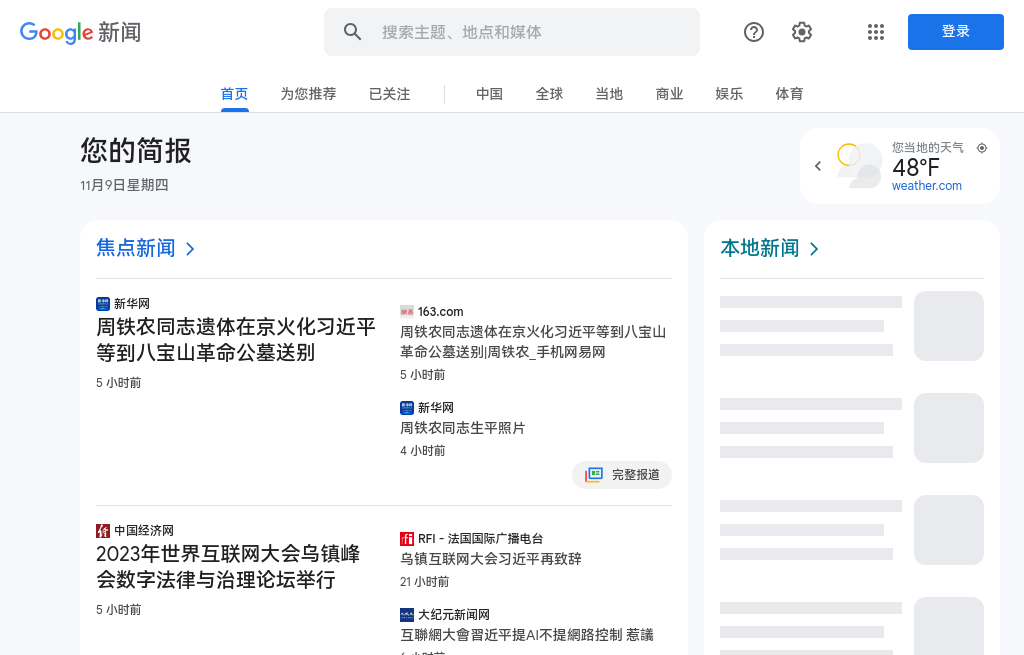 Google 新闻
搜索主题、地点和媒体
登录
首页
为您推荐
已关注
中国
全球
当地
商业
娱乐
体育
您的简报
11月9日星期四
您当地的天气
48°F
weather.com
焦点新闻
新华网
周铁农同志遗体在京火化习近平
等到八宝山革命公墓送别
5 小时前
163.com
周铁农同志遗体在京火化习近平等到八宝山
革命公墓送别|周铁农_手机网易网
5 小时前
新华网
周铁农同志生平照片
4 小时前
完整报道
中国经济网
2023年世界互联网大会乌镇峰
会数字法律与治理论坛举行
5 小时前
RFI - 法国国际广播电台
乌镇互联网大会习近平再致辞
21 小时前
大纪元新闻网
互聯網大會習近平提AI不提網路控制 惹議
本地新闻